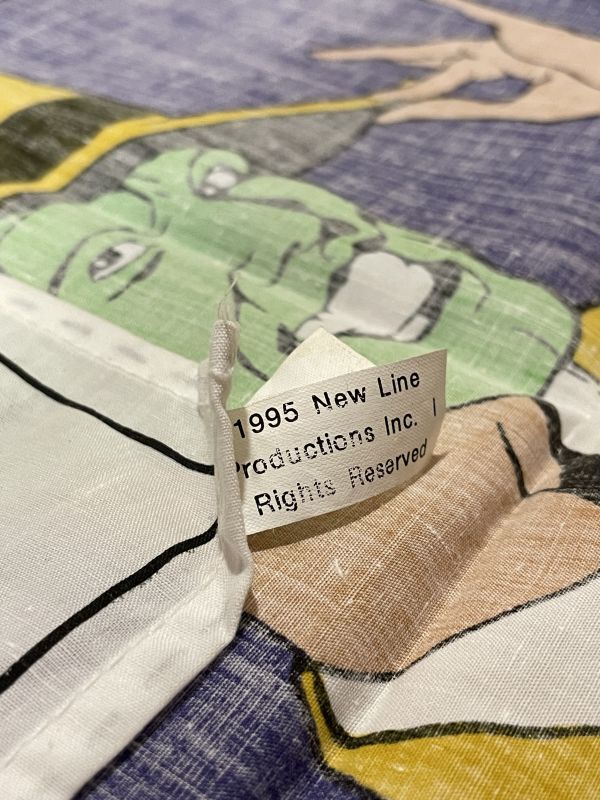 1995 New Line
Productions Inc.
Rights Reserved